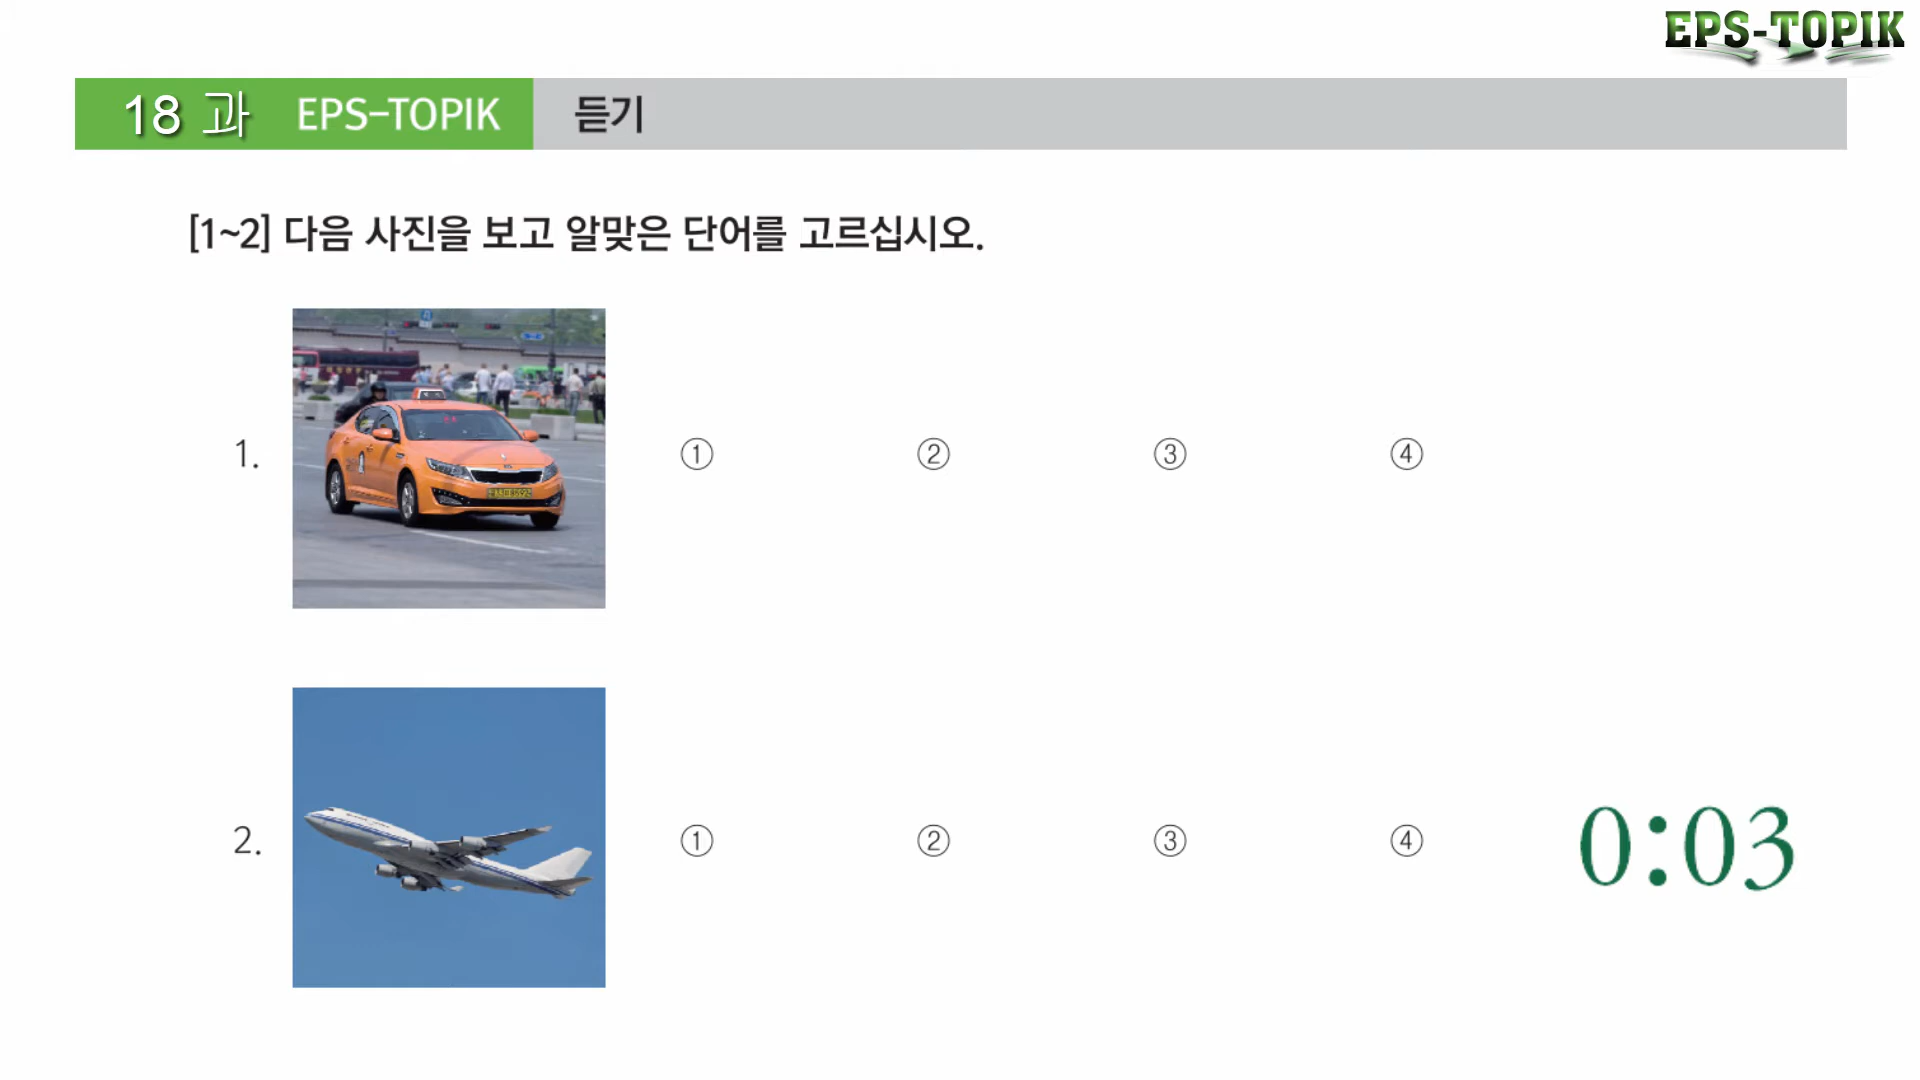 EPS-TOPIK
18 과 EPS-TOPIK 듣기
[1~2] 다음 사진을 보고 알맞은 단어를 고르십시오.
1. ① ② ③ ④
2. ① ② ③ ④ 0:03